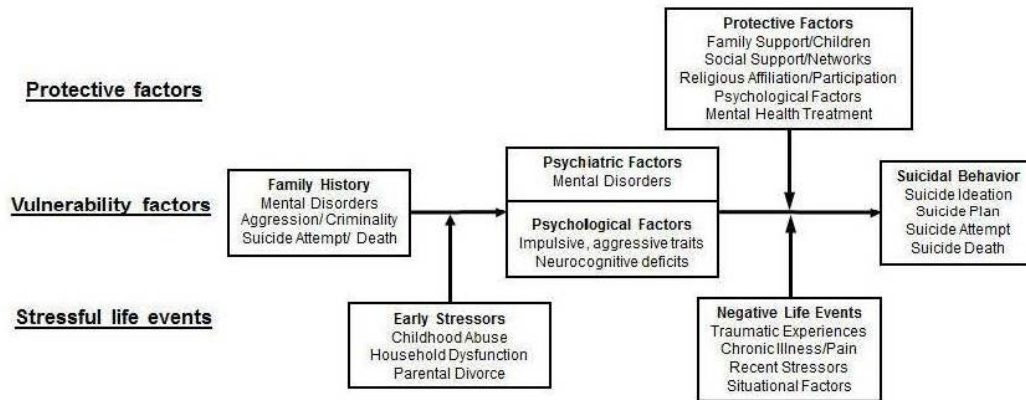 Protective factors
Protective Factors
Family Support/Children
Social Support/Networks
Religious Affiliation/Participation
Psychological Factors
Mental Health Treatment
Vulnerability factors
Family History
Mental Disorders
Aggression/ Criminality
Suicide Attempt/ Death
Psychiatric Factors
Mental Disorders
Psychological Factors
Impulsive, aggressive traits
Neurocognitive deficits
Suicidal Behavior
Suicide Ideation
Suicide Plan
Suicide Attempt
Suicide Death
Stressful life events
Early Stressors
Childhood Abuse
Household Dysfunction
Parental Divorce
Negative Life Events
Traumatic Experiences
Chronic Illness/Pain
Recent Stressors
Situational Factors